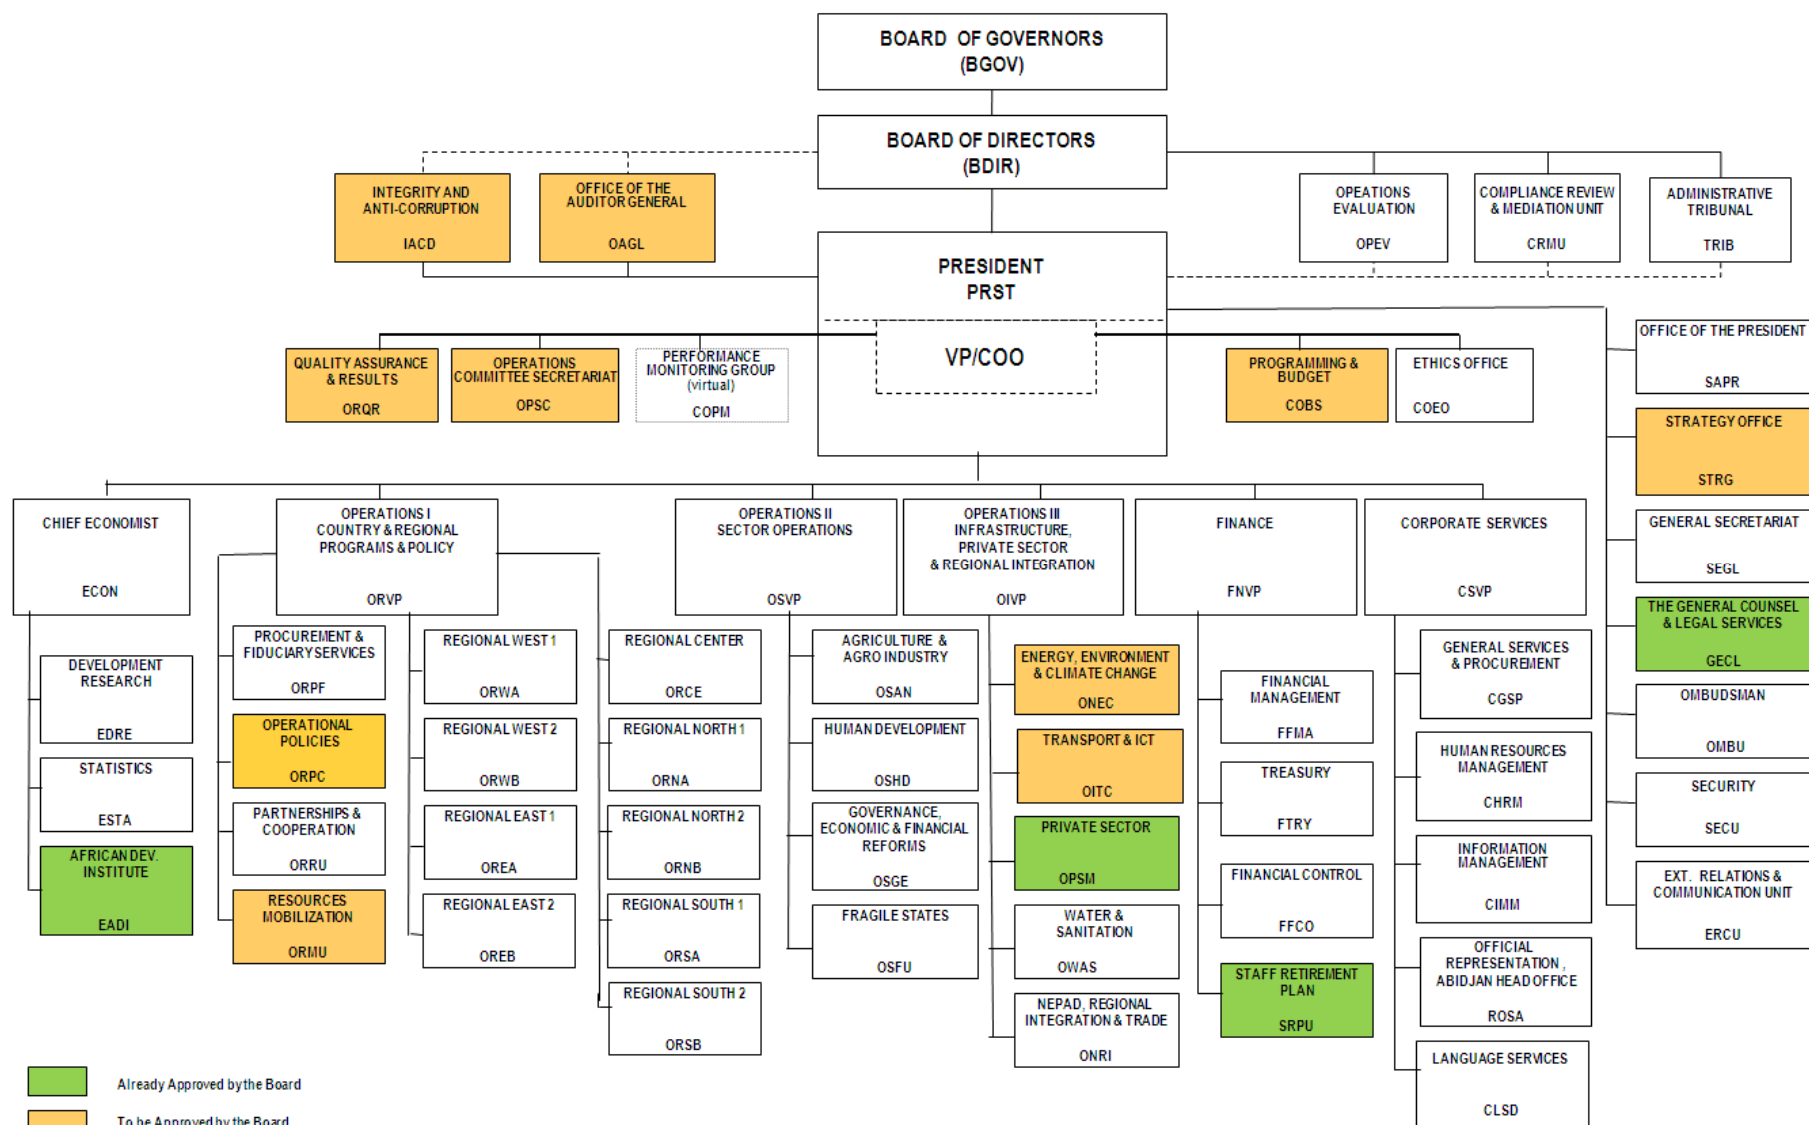 BOARD OF GOVERNORS
(BGOV)
BOARD OF DIRECTORS
(BDIR)
INTEGRITY AND
ANTI-CORRUPTION
IACD
OFFICE OF THE
AUDITOR GENERAL
OAGL
OPEATIONS
EVALUATION
OPEV
COMPLIANCE REVIEW
& MEDIATION UNIT
CRMU
ADMINISTRATIVE
TRIBUNAL
TRIB
PRESIDENT
PRST
VP/COO
QUALITY ASSURANCE
& RESULTS
ORQR
OPERATIONS
COMMITTEE SECRETARIAT
OPSC
PERFORMANCE
MONITORING GROUP
(virtual)
COPM
PROGRAMMING &
BUDGET
COBS
ETHICS OFFICE
COEO
OFFICE OF THE PRESIDENT
SAPR
STRATEGY OFFICE
STRG
GENERAL SECRETARIAT
SEGL
THE GENERAL COUNSEL
& LEGAL SERVICES
GECL
OMBUDSMAN
OMBU
SECURITY
SECU
EXT. RELATIONS &
COMMUNICATION UNIT
ERCU
CHIEF ECONOMIST
ECON
OPERATIONS I
COUNTRY & REGIONAL
PROGRAMS & POLICY
ORVP
OPERATIONS II
SECTOR OPERATIONS
OSVP
OPERATIONS III
INFRASTRUCTURE,
PRIVATE SECTOR
& REGIONAL INTEGRATION
OIVP
FINANCE
FNVP
CORPORATE SERVICES
CSVP
DEVELOPMENT
RESEARCH
EDRE
STATISTICS
ESTA
AFRICAN DEV.
INSTITUTE
EADI
PROCUREMENT &
FIDUCIARY SERVICES
ORPF
OPERATIONAL
POLICIES
ORPC
PARTNERSHIPS &
COOPERATION
ORRU
RESOURCES
MOBILIZATION
ORMU
REGIONAL WEST 1
ORWA
REGIONAL WEST 2
ORWB
REGIONAL EAST 1
OREA
REGIONAL EAST 2
OREB
REGIONAL CENTER
ORCE
REGIONAL NORTH 1
ORNA
REGIONAL NORTH 2
ORNB
REGIONAL SOUTH 1
ORSA
REGIONAL SOUTH 2
ORSB
AGRICULTURE &
AGRO INDUSTRY
OSAN
HUMAN DEVELOPMENT
OSHD
GOVERNANCE,
ECONOMIC & FINANCIAL
REFORMS
OSGE
FRAGILE STATES
OSFU
ENERGY, ENVIRONMENT
& CLIMATE CHANGE
ONEC
TRANSPORT & ICT
OITC
PRIVATE SECTOR
OPSM
WATER &
SANITATION
OWAS
NEPAD, REGIONAL
INTEGRATION & TRADE
ONRI
FINANCIAL
MANAGEMENT
FFMA
TREASURY
FTRY
FINANCIAL CONTROL
FFCO
STAFF RETIREMENT
PLAN
SRPU
GENERAL SERVICES
& PROCUREMENT
CGSP
HUMAN RESOURCES
MANAGEMENT
CHRM
INFORMATION
MANAGEMENT
CIMM
OFFICIAL
REPRESENTATION ,
ABIDJAN HEAD OFFICE
ROSA
LANGUAGE SERVICES
CLSD
Already Approved by the Board
To be Approved by the Board